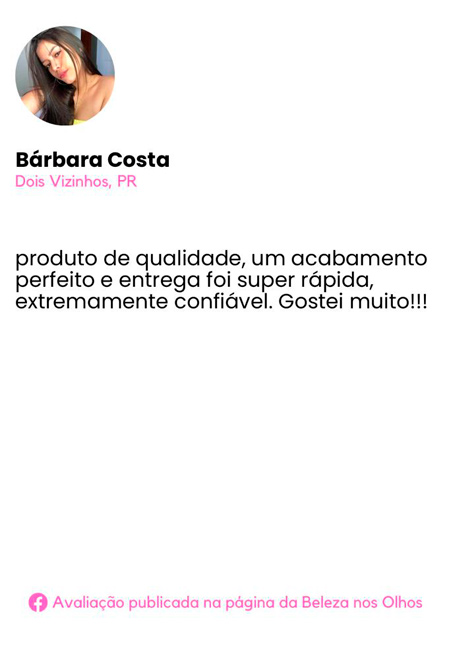 Bárbara Costa
Dois Vizinhos, PR
produto de qualidade, um acabamento
perfeito e entrega foi super rápida,
extremamente confiável. Gostei muito!!!
Avaliação publicada na página da Beleza nos Olhos